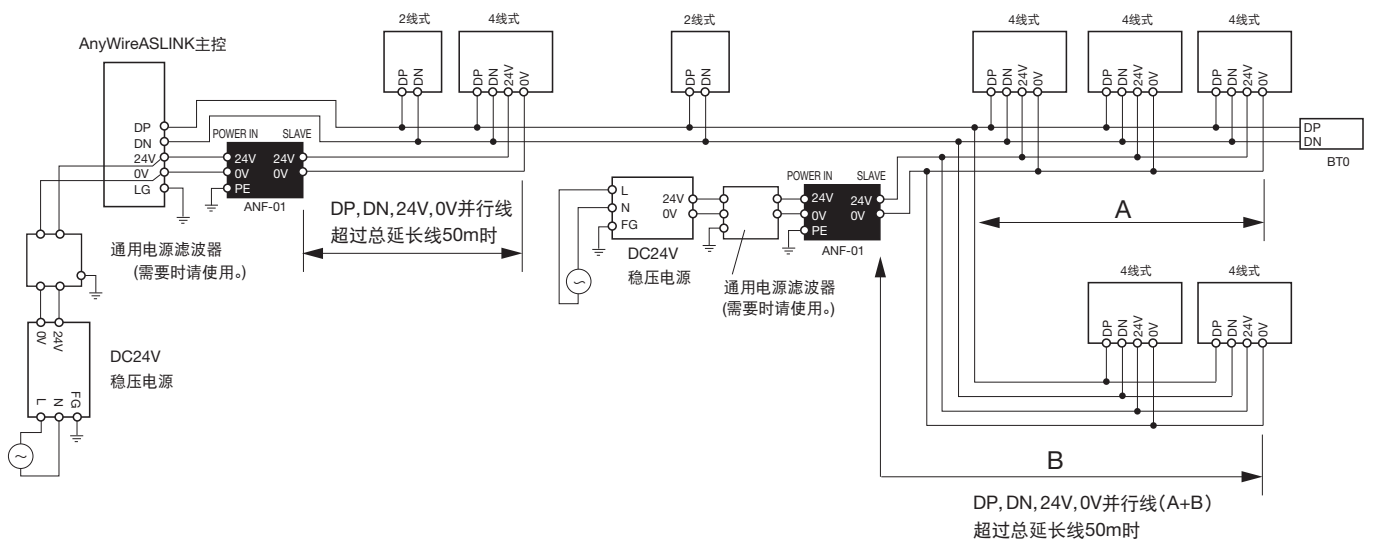 AnyWireASLINK主控
DP
DN
24V
0V
LG
2线式
DP
DN
4线式
DP
DN
24V
0V
2线式
DP
DN
4线式
DP
DN
24V
0V
4线式
DP
DN
24V
0V
4线式
DP
DN
24V
0V
DP
DN
BT0
POWER IN SLAVE
24V 24V
0V 0V
PE
ANF-01
DP,DN,24V,0V并行线
超过总延长线50m时
通用电源滤波器
(需要时请使用。)
0V
24V
L
N
FG
DC24V
稳压电源
L
N
FG
24V
0V
DC24V
稳压电源
通用电源滤波器
(需要时请使用。)
POWER IN SLAVE
24V 24V
0V 0V
PE
ANF-01
A
4线式
DP
DN
24V
0V
4线式
DP
DN
24V
0V
B
DP,DN,24V,0V并行线(A+B)
超过总延长线50m时